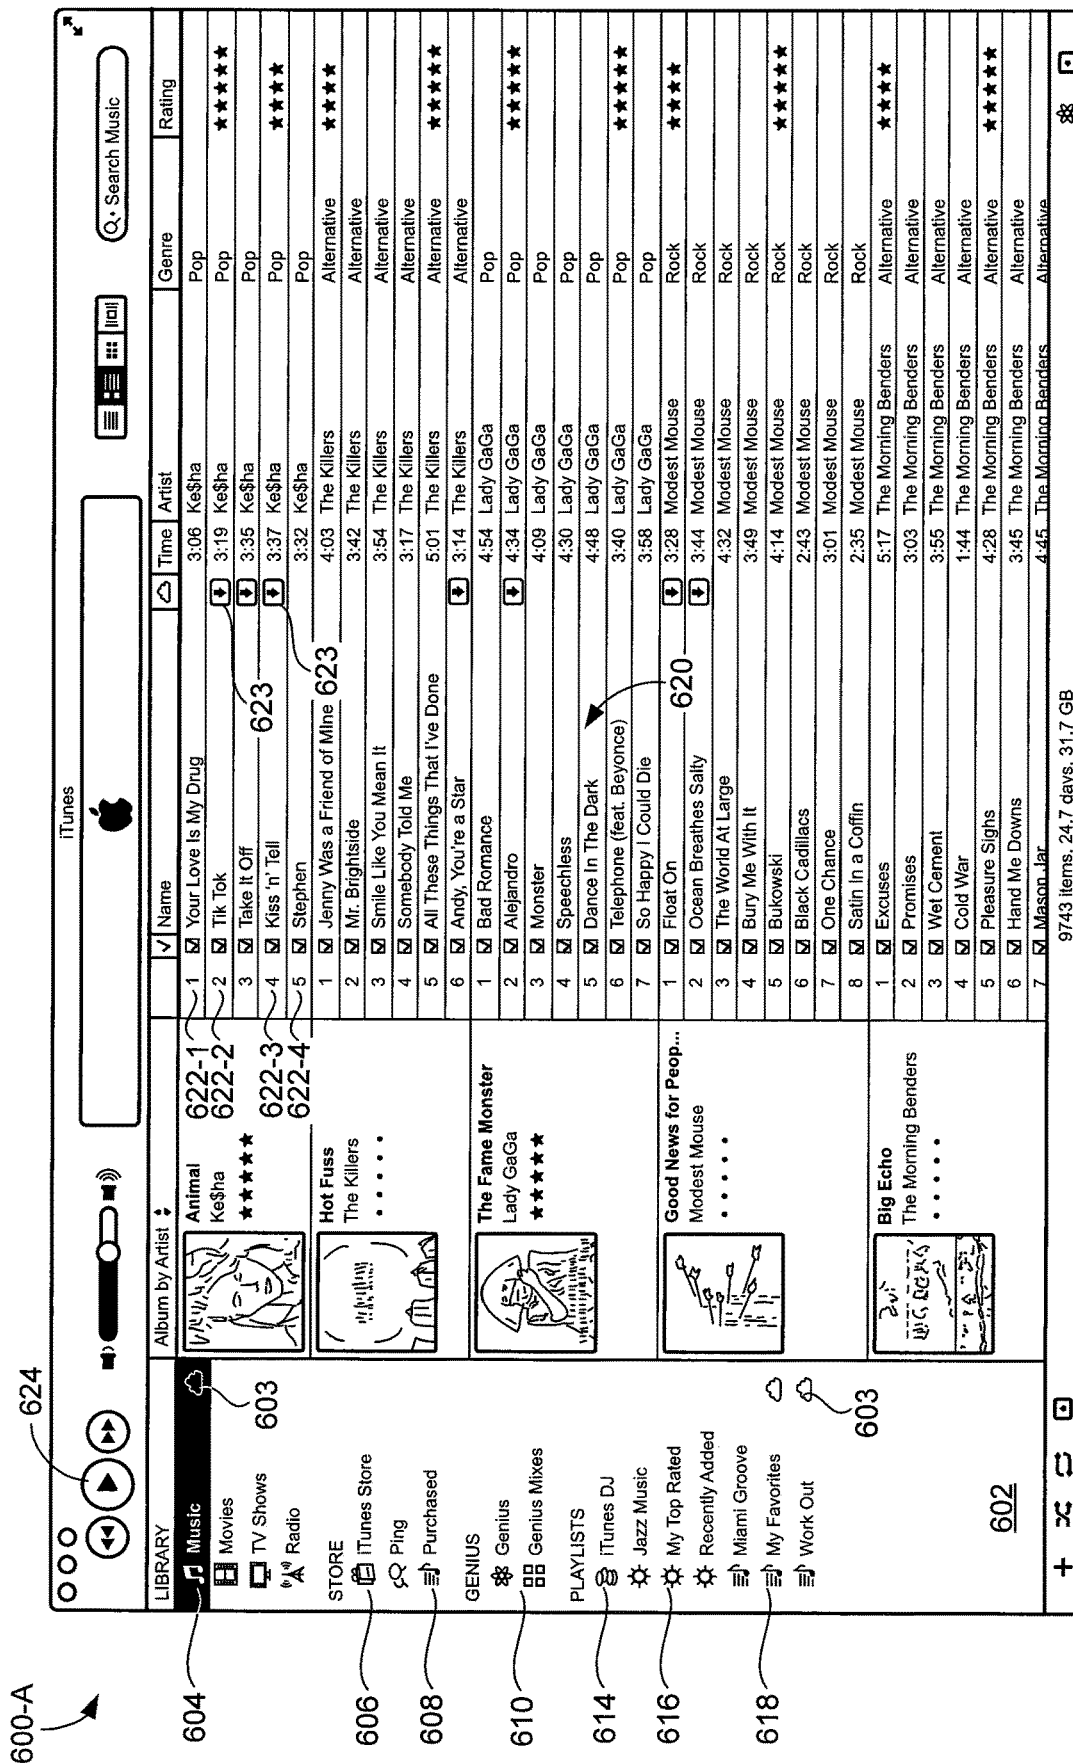 600-A
624
iTunes
Search Music
LIBRARY
Album by Artist
Name
Time
Artist
Genre
Rating
604
Music
603
Movies
TV Shows
Radio
STORE
606
iTunes Store
Ping
608
Purchased
GENIUS
Genius
610
Genius Mixes
PLAYLISTS
614
iTunes DJ
Jazz Music
616
My Top Rated
Recently Added
Miami Groove
618
My Favorites
Work Out
603
602
Animal
Ke$ha
622-1
622-2
622-3
622-4
1 Your Love Is My Drug 3:06 Ke$ha Pop
2 Tik Tok 3:19 Ke$ha Pop ★★★★★
3 Take It Off 3:35 Ke$ha Pop
4 Kiss 'n' Tell 3:37 Ke$ha Pop ★★★★
5 Stephen 3:32 Ke$ha Pop
623
623
Hot Fuss
The Killers
1 Jenny Was a Friend of Mine 4:03 The Killers Alternative ★★★★
2 Mr. Brightside 3:42 The Killers Alternative
3 Smile Like You Mean It 3:54 The Killers Alternative
4 Somebody Told Me 3:17 The Killers Alternative
5 All These Things That I've Done 5:01 The Killers Alternative ★★★★★
6 Andy, You're a Star 3:14 The Killers Alternative
The Fame Monster
Lady GaGa
1 Bad Romance 4:54 Lady GaGa Pop
2 Alejandro 4:34 Lady GaGa Pop ★★★★★
3 Monster 4:09 Lady GaGa Pop
4 Speechless 4:30 Lady GaGa Pop
5 Dance In The Dark 4:48 Lady GaGa Pop
6 Telephone (feat. Beyonce) 3:40 Lady GaGa Pop ★★★★★
7 So Happy I Could Die 3:58 Lady GaGa Pop
620
Good News for Peop...
Modest Mouse
1 Float On 3:28 Modest Mouse Rock ★★★★
2 Ocean Breathes Salty 3:44 Modest Mouse Rock
3 The World At Large 4:32 Modest Mouse Rock
4 Bury Me With It 3:49 Modest Mouse Rock
5 Bukowski 4:14 Modest Mouse Rock ★★★★★
6 Black Cadillacs 2:43 Modest Mouse Rock
7 One Chance 3:01 Modest Mouse Rock
8 Satin In a Coffin 2:35 Modest Mouse Rock
Big Echo
The Morning Benders
1 Excuses 5:17 The Morning Benders Alternative ★★★★
2 Promises 3:03 The Morning Benders Alternative
3 Wet Cement 3:55 The Morning Benders Alternative
4 Cold War 1:44 The Morning Benders Alternative
5 Pleasure Sighs 4:28 The Morning Benders Alternative ★★★★★
6 Hand Me Downs 3:45 The Morning Benders Alternative
7 Mason Jar 4:45 The Morning Benders Alternative
9743 items, 24.7 days, 31.7 GB